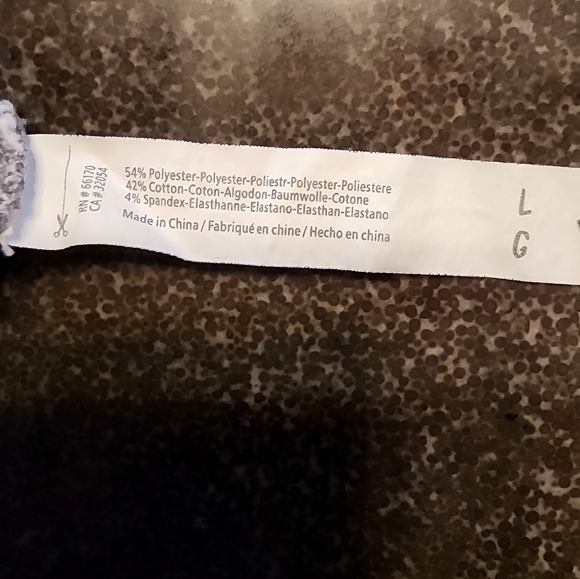 RN # 66170
CA # 32054
54% Polyester-Polyester-Poliestr-Polyester-Poliestere
42% Cotton-Coton-Algodon-Baumwolle-Cotone
4% Spandex-Elasthanne-Elastano-Elasthan-Elastano
Made in China / Fabriqué en chine / Hecho en china
L
G